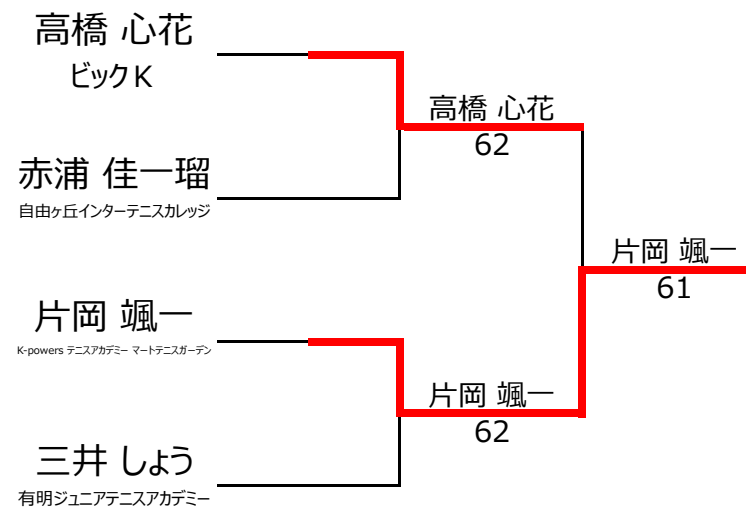 高橋 心花
ビックK
高橋 心花
62
赤浦 佳一瑠
自由ヶ丘インターテニスカレッジ
片岡 颯一
61
片岡 颯一
K-powers テニスアカデミー マートテニスガーデン
片岡 颯一
62
三井 しょう
有明ジュニアテニスアカデミー